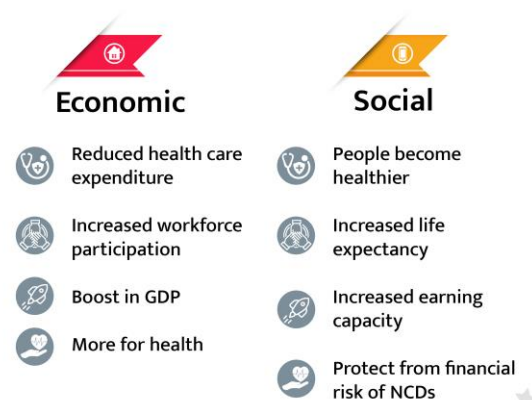 Economic
Reduced health care
expenditure
Increased workforce
participation
Boost in GDP
More for health
Social
People become
healthier
Increased life
expectancy
Increased earning
capacity
Protect from financial
risk of NCDs